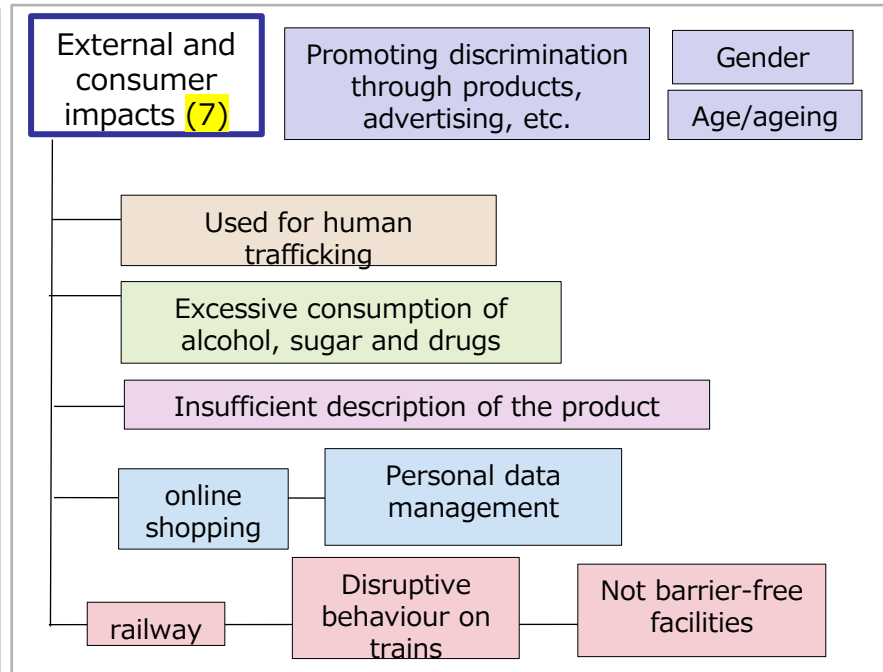 External and
consumer
impacts (7)
Promoting discrimination
through products,
advertising, etc.
Gender
Age/ageing
Used for human
trafficking
Excessive consumption of
alcohol, sugar and drugs
Insufficient description of the product
online
shopping
Personal data
management
railway
Disruptive
behaviour on
trains
Not barrier-free
facilities